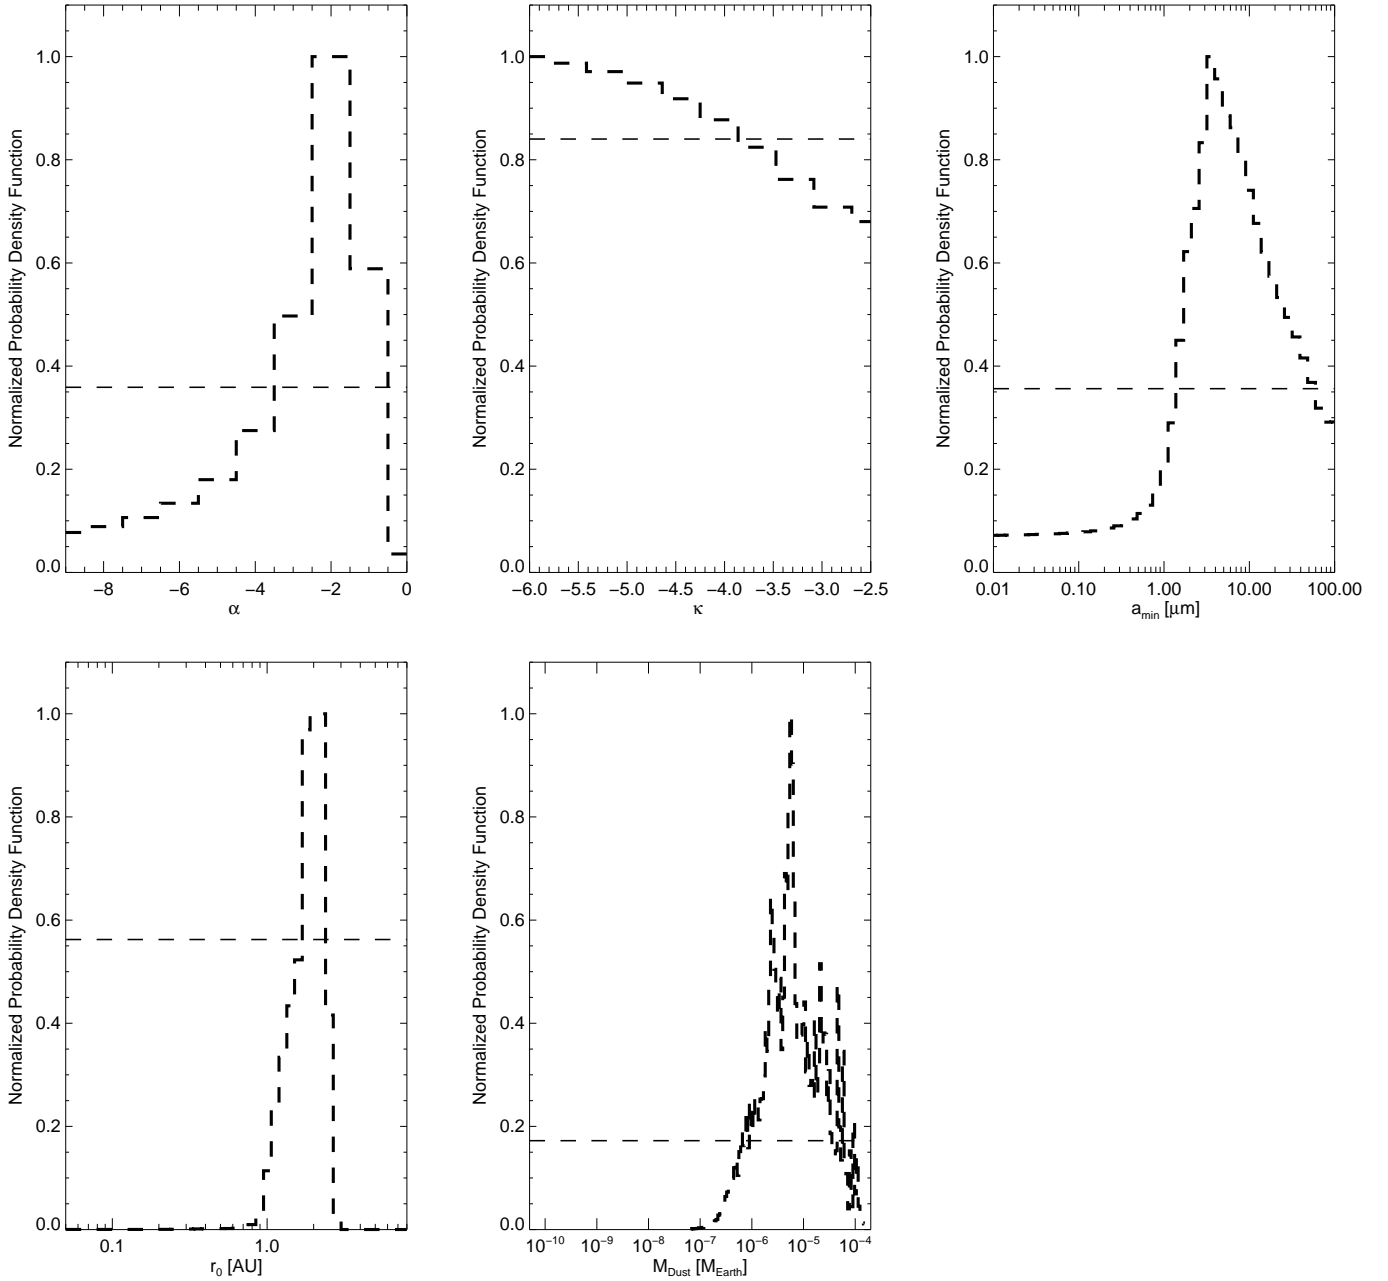 Normalized Probability Density Function
1.0
0.8
0.6
0.4
0.2
0.0
−8 −6 −4 −2 0
α
Normalized Probability Density Function
1.0
0.8
0.6
0.4
0.2
0.0
−6.0 −5.5 −5.0 −4.5 −4.0 −3.5 −3.0 −2.5
κ
Normalized Probability Density Function
1.0
0.8
0.6
0.4
0.2
0.0
0.01 0.10 1.00 10.00 100.00
a_min [μm]
Normalized Probability Density Function
1.0
0.8
0.6
0.4
0.2
0.0
0.1 1.0
r₀ [AU]
Normalized Probability Density Function
1.0
0.8
0.6
0.4
0.2
0.0
10⁻¹⁰ 10⁻⁹ 10⁻⁸ 10⁻⁷ 10⁻⁶ 10⁻⁵ 10⁻⁴
M_Dust [M_Earth]